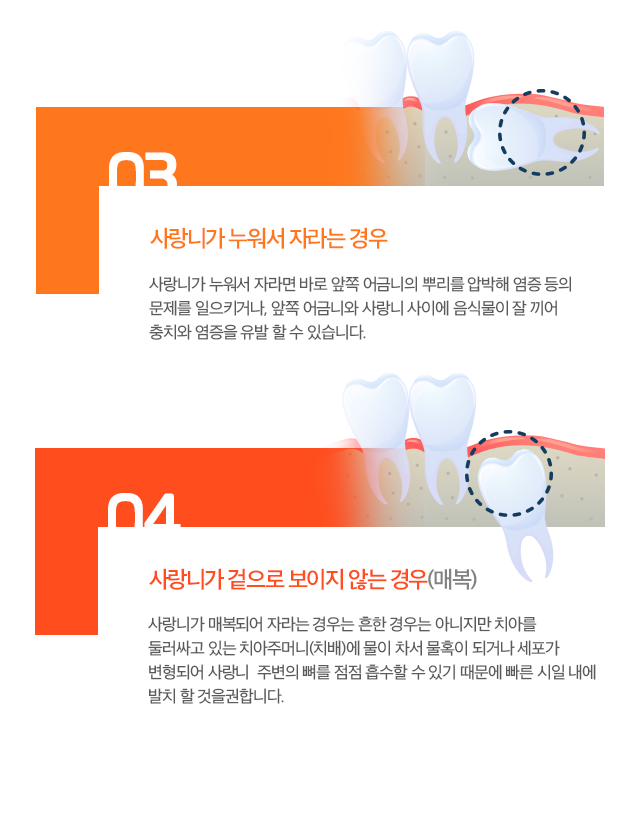 03
사랑니가 누워서 자라는 경우
사랑니가 누워서 자라면 바로 앞쪽 어금니의 뿌리를 압박해 염증 등의
문제를 일으키거나, 앞쪽 어금니와 사랑니 사이에 음식물이 잘 끼어
충치와 염증을 유발 할 수 있습니다.
04
사랑니가 겉으로 보이지 않는 경우(매복)
사랑니가 매복되어 자라는 경우는 흔한 경우는 아니지만 치아를
둘러싸고 있는 치아주머니(치배)에 물이 차서 물혹이 되거나 세포가
변형되어 사랑니 주변의 뼈를 점점 흡수할 수 있기 때문에 빠른 시일 내에
발치 할 것을권합니다.